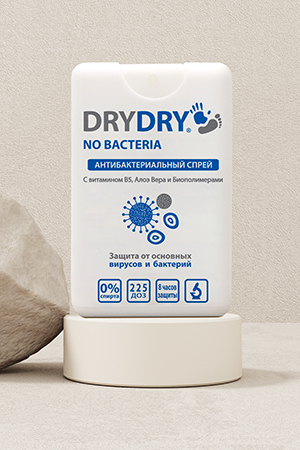 DRYDRY®
NO BACTERIA
АНТИБАКТЕРИАЛЬНЫЙ СПРЕЙ
С витамином B5, Алоэ Вера и Биополимерами
Защита от основных
вирусов и бактерий
0% спирта
225 ДОЗ
8 часов защиты